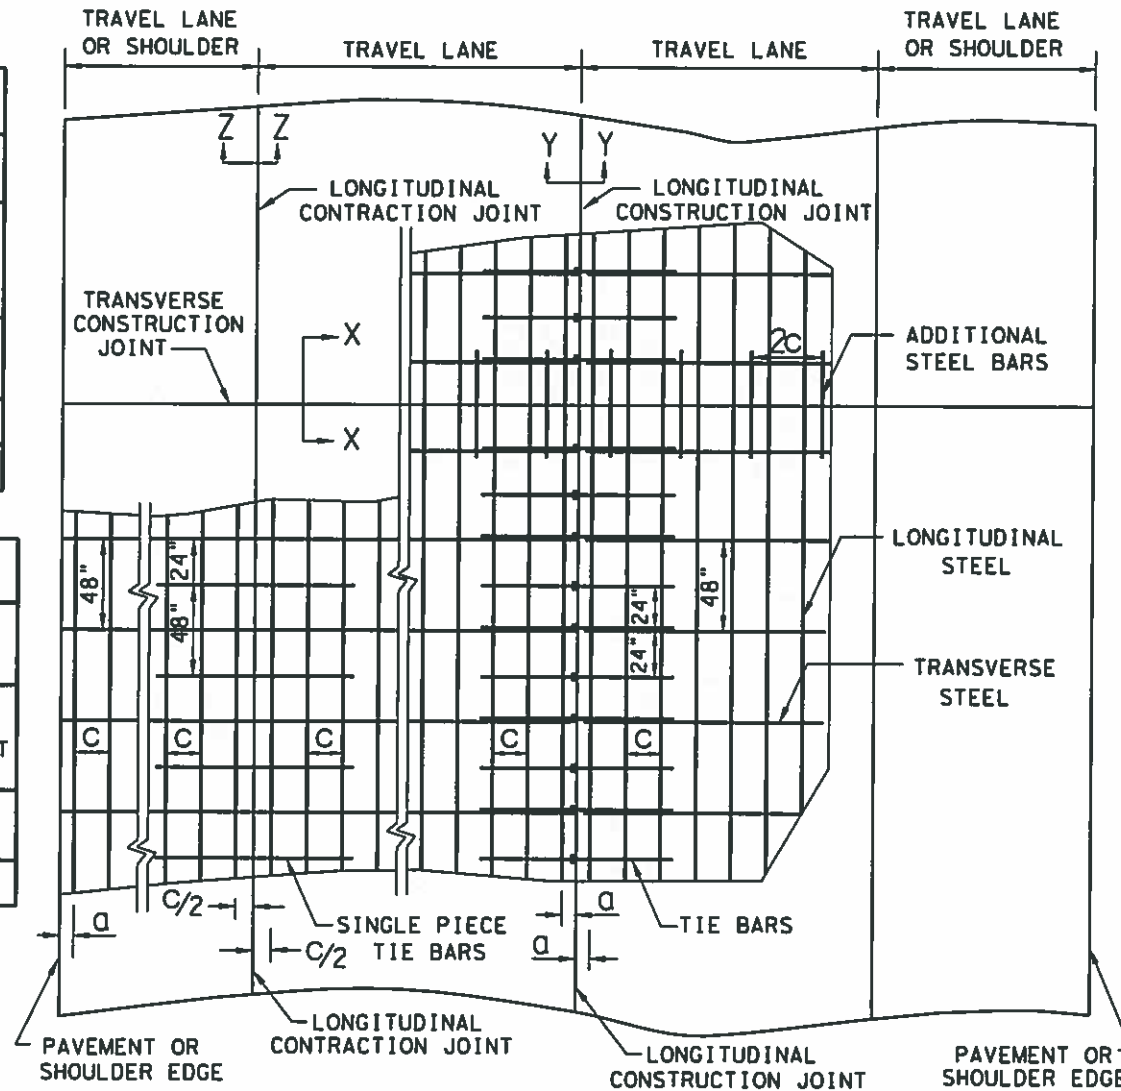 TRAVEL LANE
OR SHOULDER
TRAVEL LANE
TRAVEL LANE
TRAVEL LANE
OR SHOULDER
Z Z
Y Y
LONGITUDINAL
CONTRACTION JOINT
LONGITUDINAL
CONSTRUCTION JOINT
TRANSVERSE
CONSTRUCTION
JOINT
X
X
2C
ADDITIONAL
STEEL BARS
LONGITUDINAL
STEEL
48"
24"
48"
24"
24"
48"
TRANSVERSE
STEEL
C
C
C
C
C
T
C/2
a
SINGLE PIECE
TIE BARS
C/2
a
a
TIE BARS
LONGITUDINAL
CONTRACTION JOINT
PAVEMENT OR
SHOULDER EDGE
LONGITUDINAL
CONSTRUCTION JOINT
PAVEMENT OR
SHOULDER EDGE